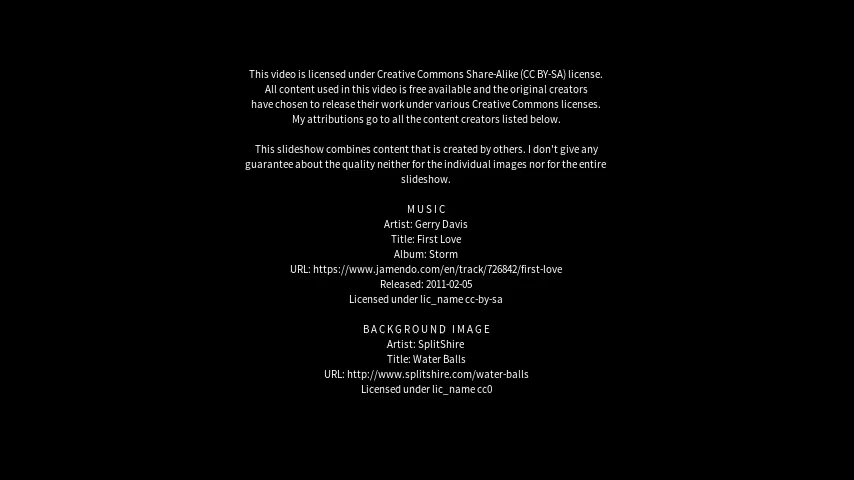 This video is licensed under Creative Commons Share-Alike (CC BY-SA) license.
All content used in this video is free available and the original creators
have chosen to release their work under various Creative Commons licenses.
My attributions go to all the content creators listed below.
This slideshow combines content that is created by others. I don't give any
guarantee about the quality neither for the individual images nor for the entire
slideshow.
MUSIC
Artist: Gerry Davis
Title: First Love
Album: Storm
URL: https://www.jamendo.com/en/track/726842/first-love
Released: 2011-02-05
Licensed under lic_name cc-by-sa
BACKGROUND IMAGE
Artist: SplitShire
Title: Water Balls
URL: http://www.splitshire.com/water-balls
Licensed under lic_name cc0